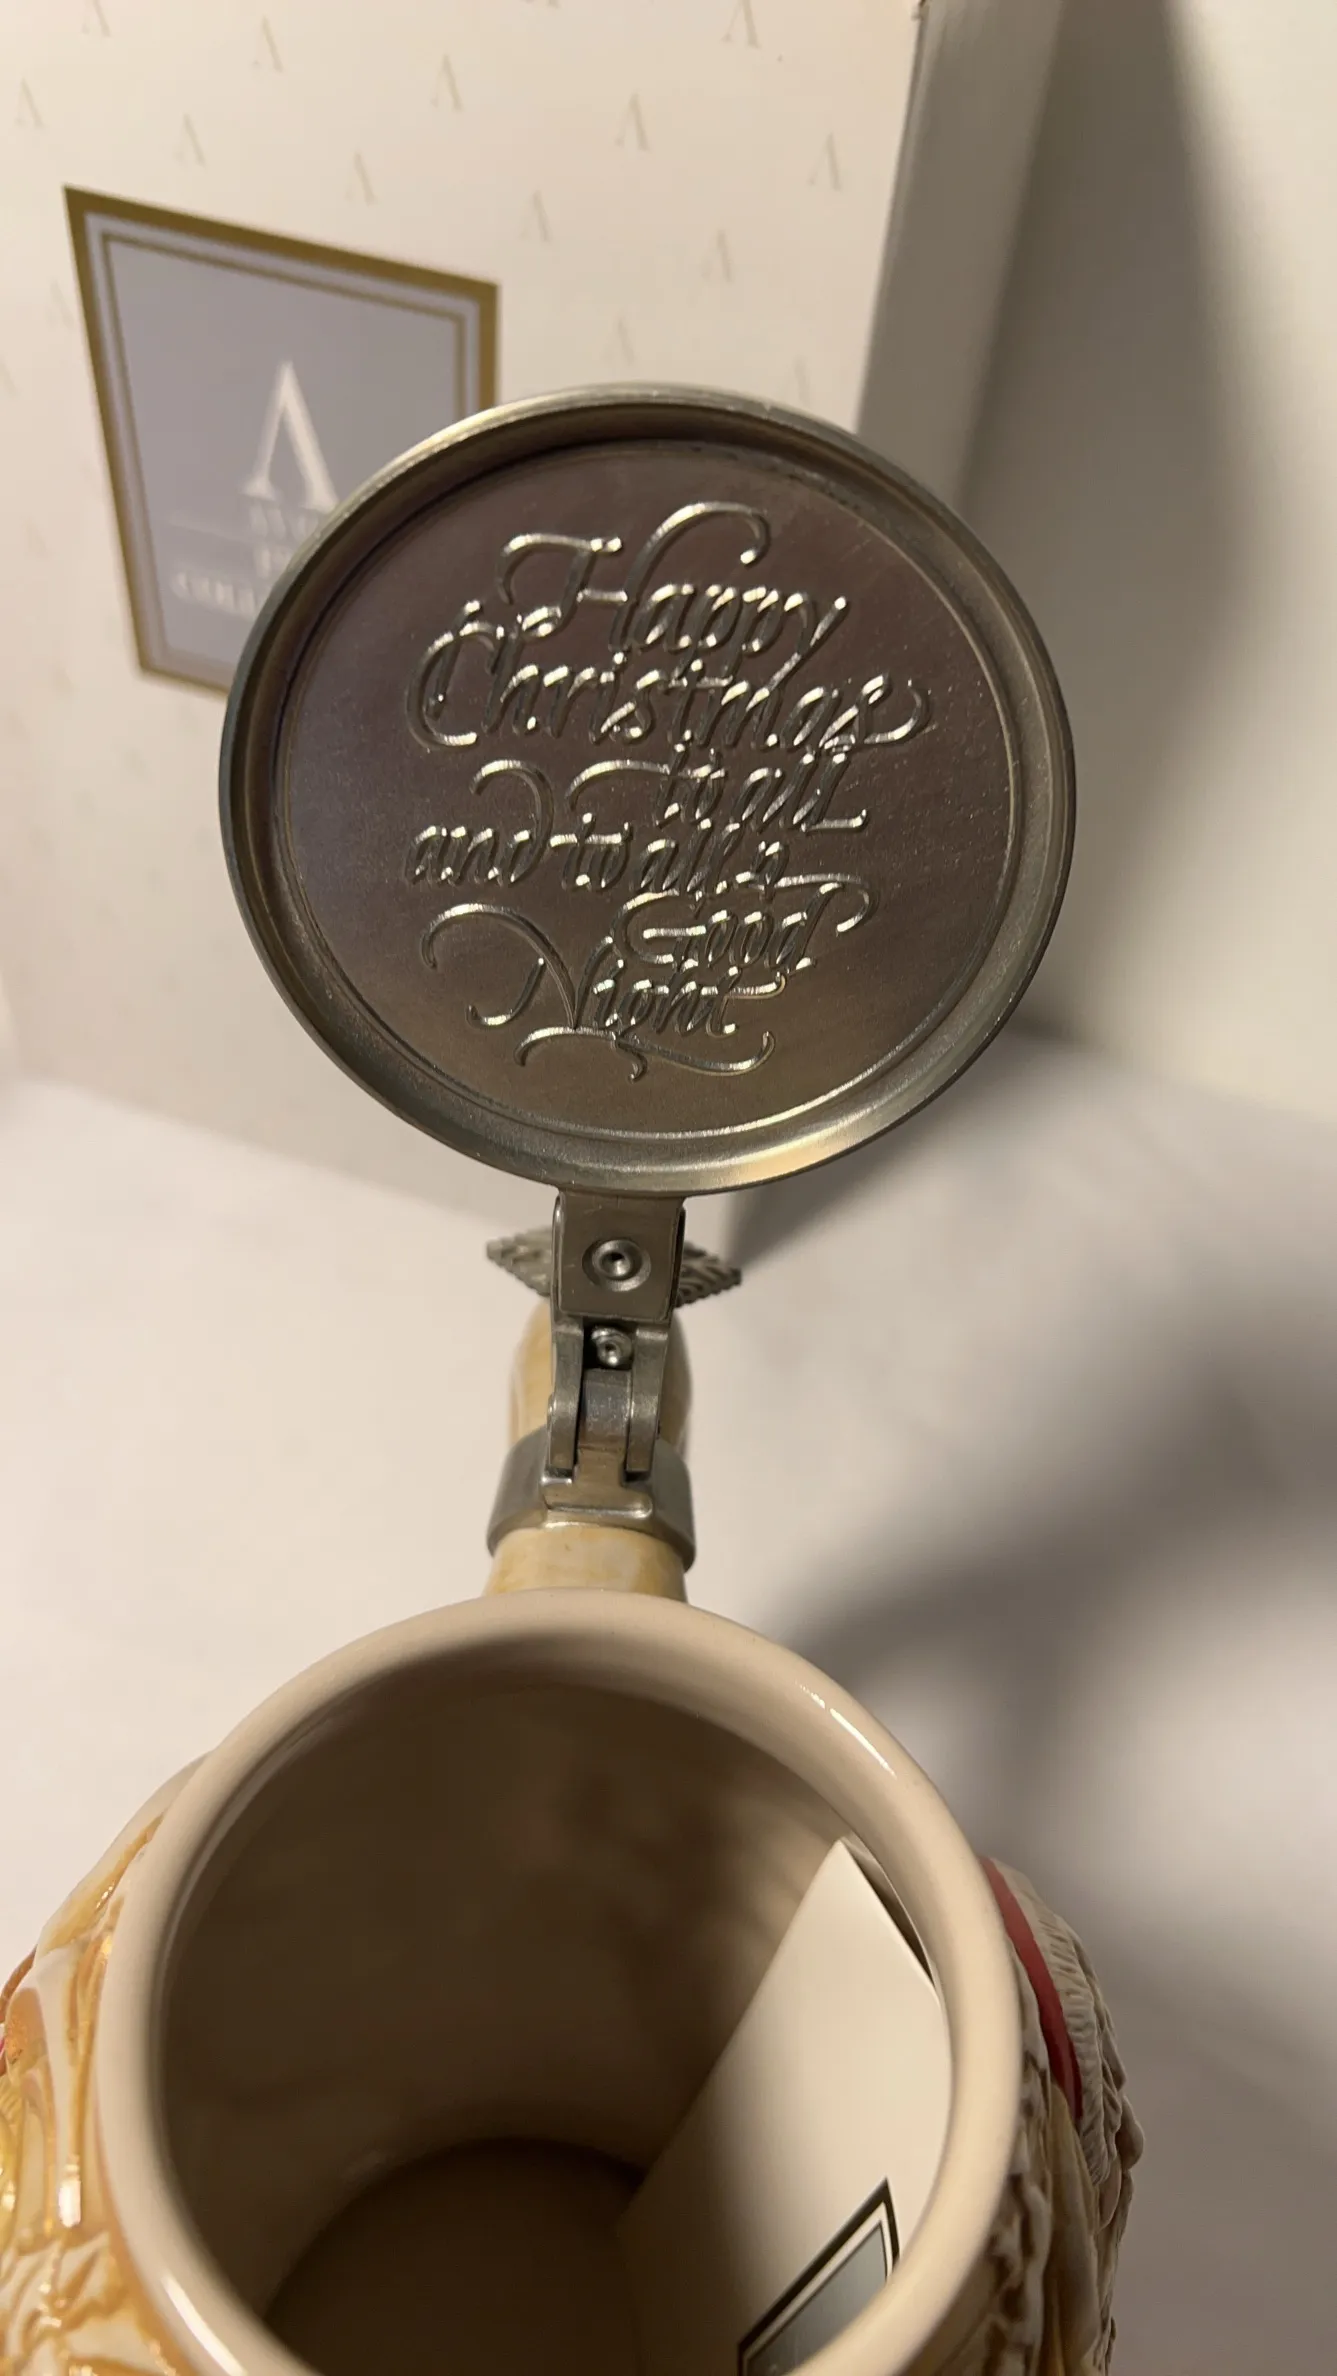 Happy
Christmas
to all
and to all a
Good
Night